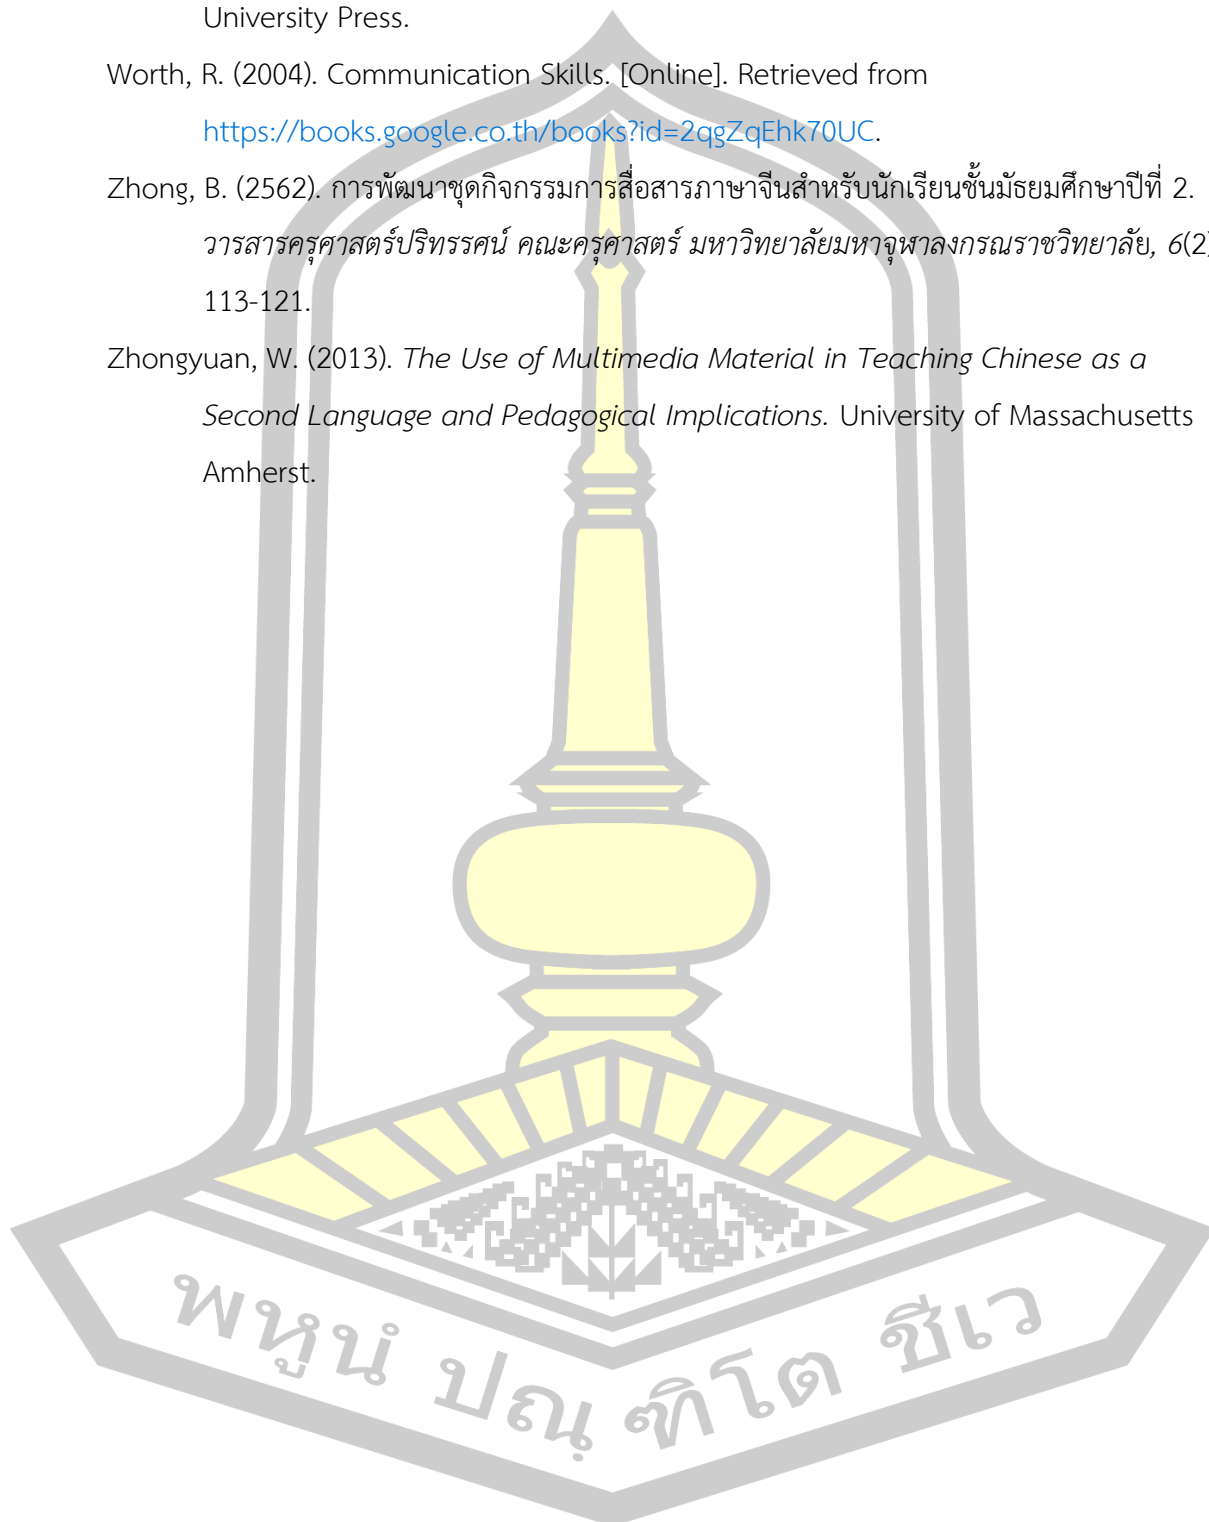 University Press.
Worth, R. (2004). Communication Skills. [Online]. Retrieved from
https://books.google.co.th/books?id=2qgZqEhk70UC.
Zhong, B. (2562). การพัฒนาชุดกิจกรรมการสื่อสารภาษาจีนสำหรับนักเรียนชั้นมัธยมศึกษาปีที่ 2.
วารสารครุศาสตร์ปริทรรศน์ คณะครุศาสตร์ มหาวิทยาลัยมหาจุฬาลงกรณราชวิทยาลัย, 6(2)
113-121.
Zhongyuan, W. (2013). The Use of Multimedia Material in Teaching Chinese as a
Second Language and Pedagogical Implications. University of Massachusetts
Amherst.
พหูนํ ปณฺฑิโต ชีเว